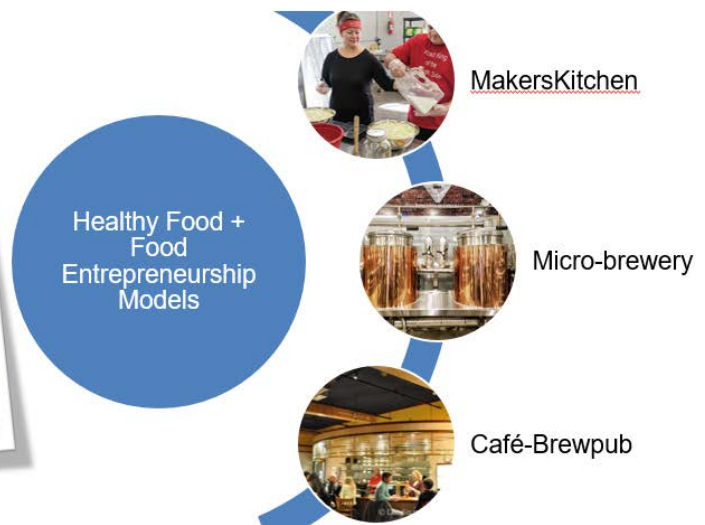 MakersKitchen
Healthy Food +
Food
Entrepreneurship
Models
Micro-brewery
Café-Brewpub